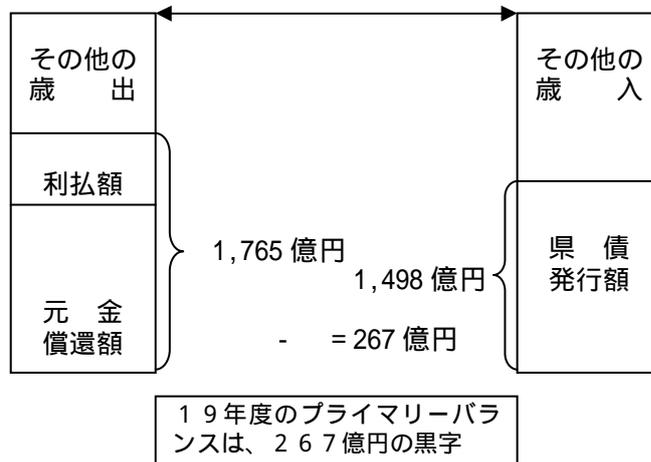 その他の
歳　　出
利払額
元　金
償還額
1,765 億円
1,498 億円
-　　= 267 億円
その他の
歳　　入
県　債
発行額
１９年度のプライマリーバラ
ンスは、２６７億円の黒字